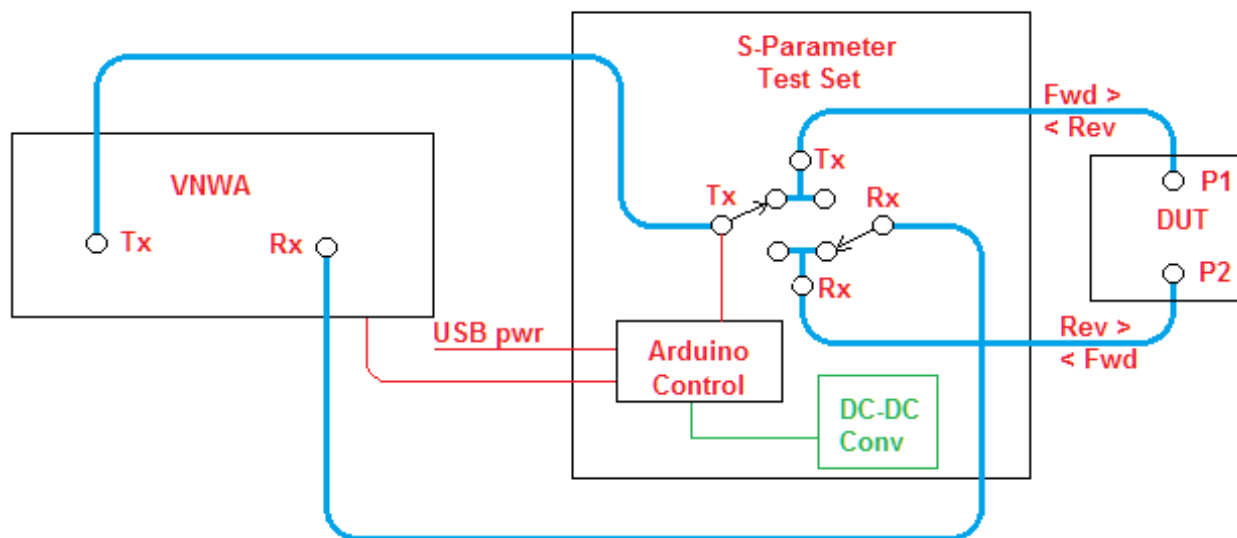 S-Parameter
Test Set
Fwd >
< Rev
Tx
P1
VNWA
Tx
Rx
DUT
Tx
Rx
P2
Rx
USB pwr
Rev >
< Fwd
Arduino
Control
DC-DC
Conv